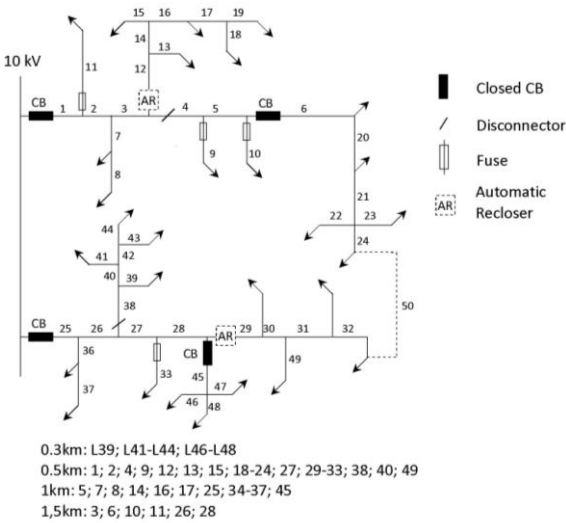 15 16 17 19
14 18
13
10 kV 11 12
CB AR CB
1 2 3 4 5 6
7 9 10 20
8 21
44 22 23
43 24
41 42
40 39
38 50
CB AR
25 26 27 28 29 30 31 32
36 33 CB 49
37 45 47
46 48
Closed CB
Disconnector
Fuse
AR Automatic
Recloser
0.3km: L39; L41-L44; L46-L48
0.5km: 1; 2; 4; 9; 12; 13; 15; 18-24; 27; 29-33; 38; 40; 49
1km: 5; 7; 8; 14; 16; 17; 25; 34-37; 45
1,5km: 3; 6; 10; 11; 26; 28